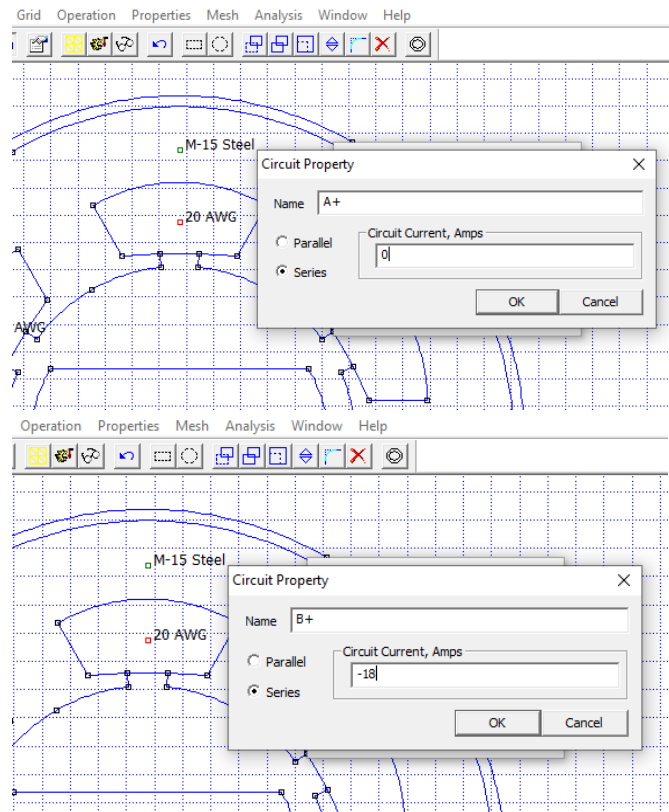 Grid Operation Properties Mesh Analysis Window Help
M-15 Steel
Circuit Property
Name A+
20 AWG
Parallel
Circuit Current, Amps
0
Series
OK Cancel
AWG
Operation Properties Mesh Analysis Window Help
M-15 Steel
Circuit Property
Name B+
20 AWG
Parallel
Circuit Current, Amps
-18
Series
OK Cancel